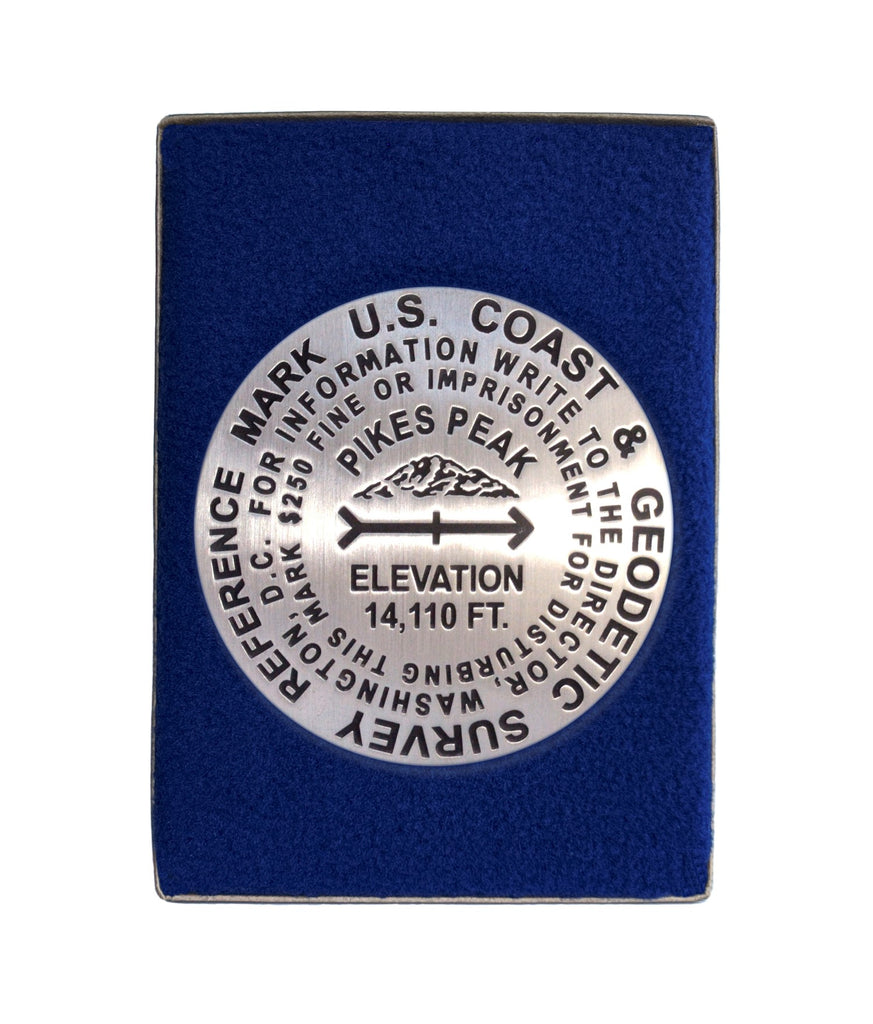 U.S. COAST & GEODETIC SURVEY REFERENCE MARK
FOR INFORMATION WRITE TO THE DIRECTOR, WASHINGTON, D.C.
$250 FINE OR IMPRISONMENT FOR DISTURBING THIS MARK
PIKES PEAK
ELEVATION
14,110 FT.